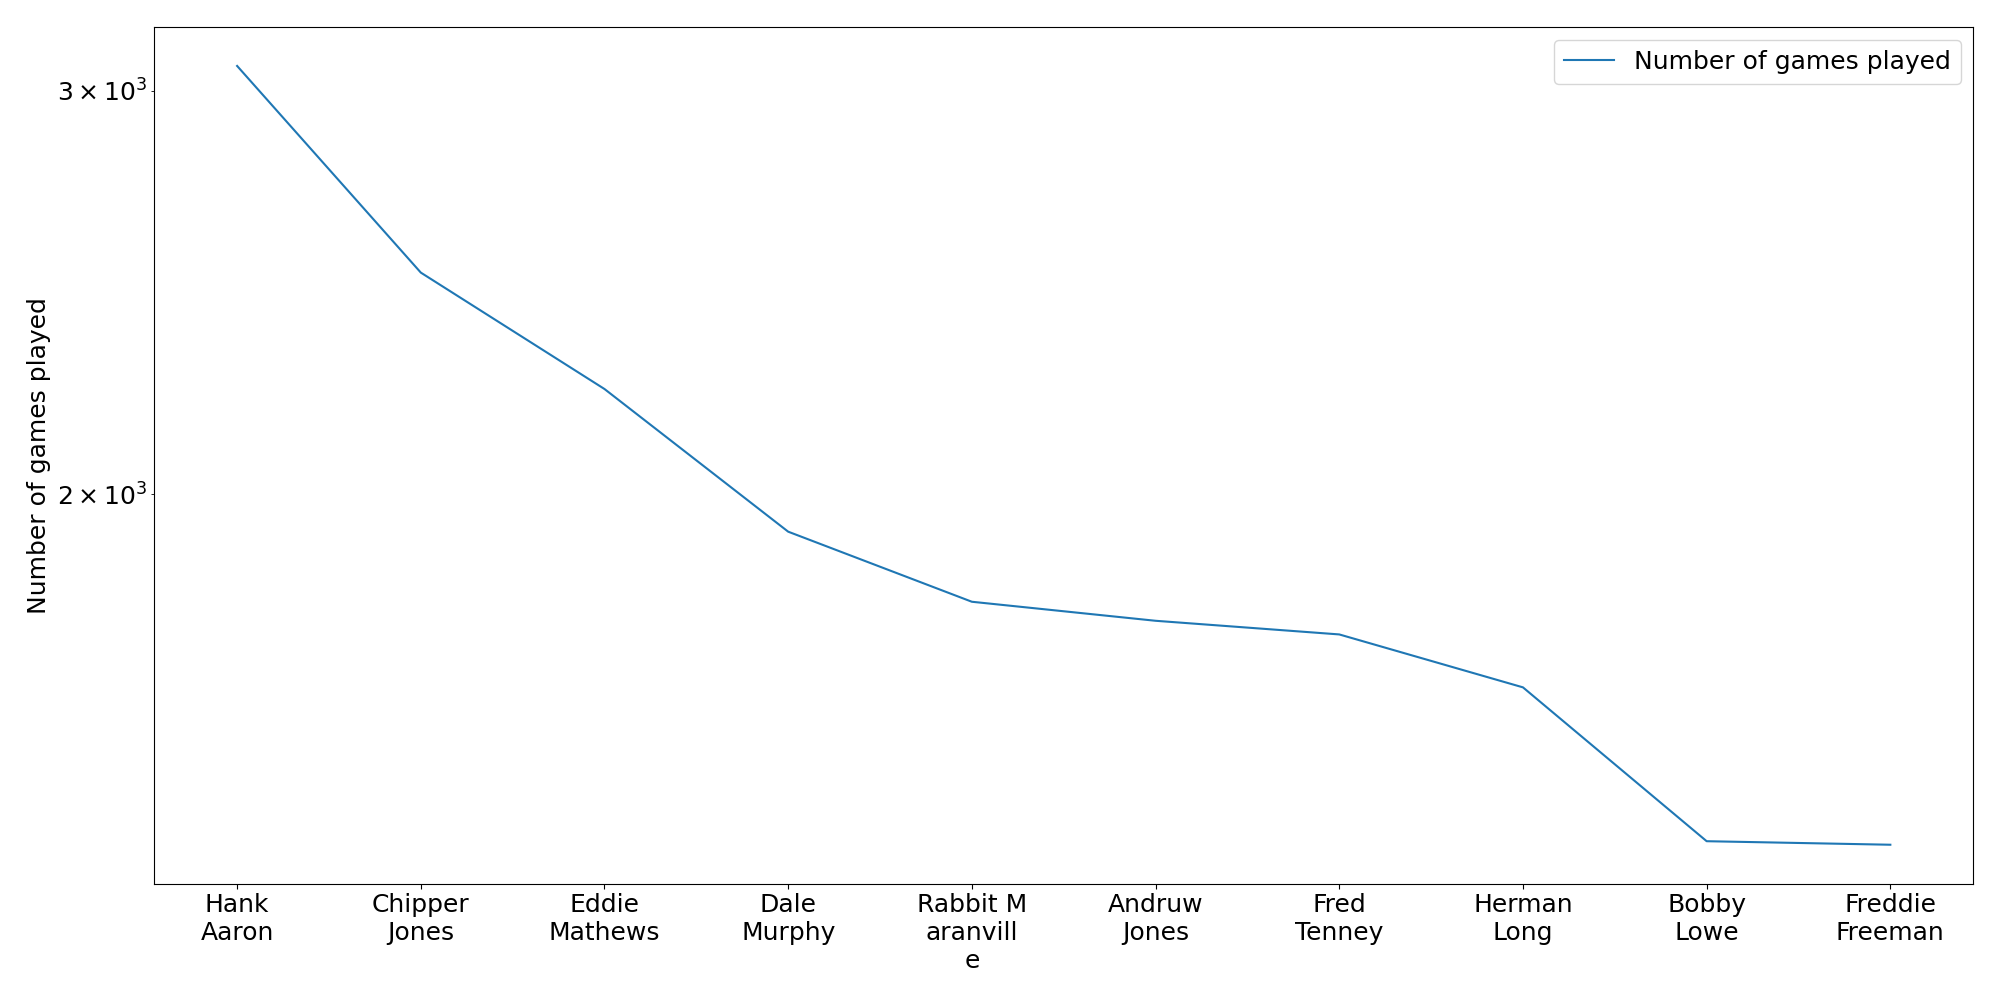 Number of games played
3 × 10³
2 × 10³
Number of games played
Hank
Aaron
Chipper
Jones
Eddie
Mathews
Dale
Murphy
Rabbit M
aranvill
e
Andruw
Jones
Fred
Tenney
Herman
Long
Bobby
Lowe
Freddie
Freeman